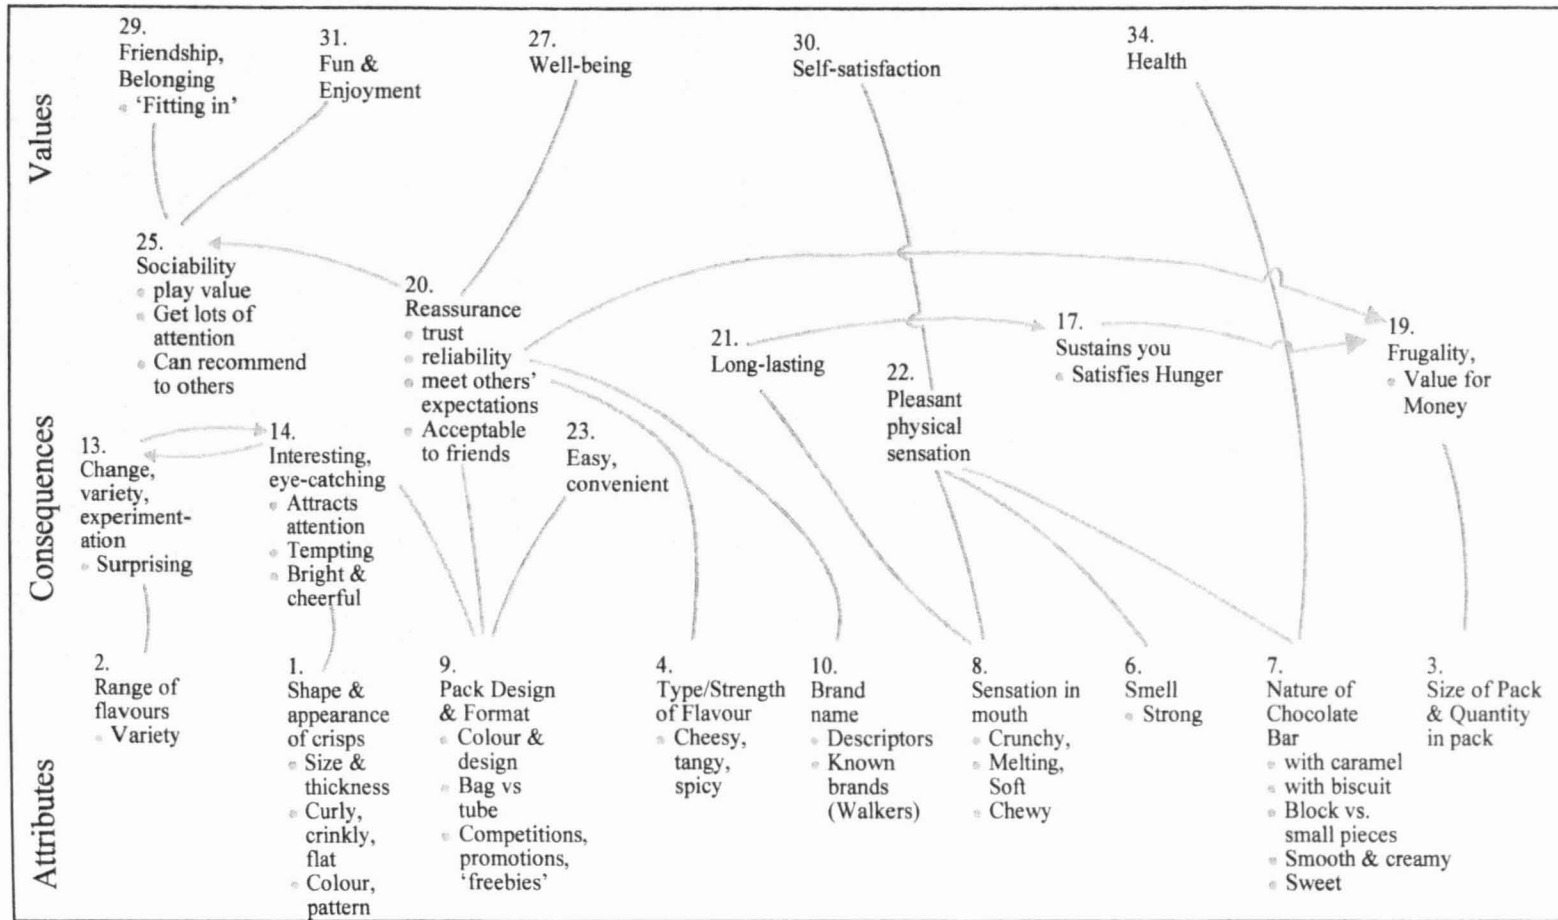 Values
29.
Friendship,
Belonging
‘Fitting in’
31.
Fun &
Enjoyment
27.
Well-being
30.
Self-satisfaction
34.
Health
Consequences
25.
Sociability
play value
Get lots of
attention
Can recommend
to others
20.
Reassurance
trust
reliability
meet others’
expectations
Acceptable
to friends
21.
Long-lasting
22.
Pleasant
physical
sensation
17.
Sustains you
Satisfies Hunger
19.
Frugality,
Value for
Money
13.
Change,
variety,
experiment-
ation
Surprising
14.
Interesting,
eye-catching
Attracts
attention
Tempting
Bright &
cheerful
23.
Easy,
convenient
Attributes
2.
Range of
flavours
Variety
1.
Shape &
appearance
of crisps
Size &
thickness
Curly,
crinkly,
flat
Colour,
pattern
9.
Pack Design
& Format
Colour &
design
Bag vs
tube
Competitions,
promotions,
‘freebies’
4.
Type/Strength
of Flavour
Cheesy,
tangy,
spicy
10.
Brand
name
Descriptors
Known
brands
(Walkers)
8.
Sensation in
mouth
Crunchy,
Melting,
Soft
Chewy
6.
Smell
Strong
7.
Nature of
Chocolate
Bar
with caramel
with biscuit
Block vs.
small pieces
Smooth & creamy
Sweet
3.
Size of Pack
& Quantity
in pack